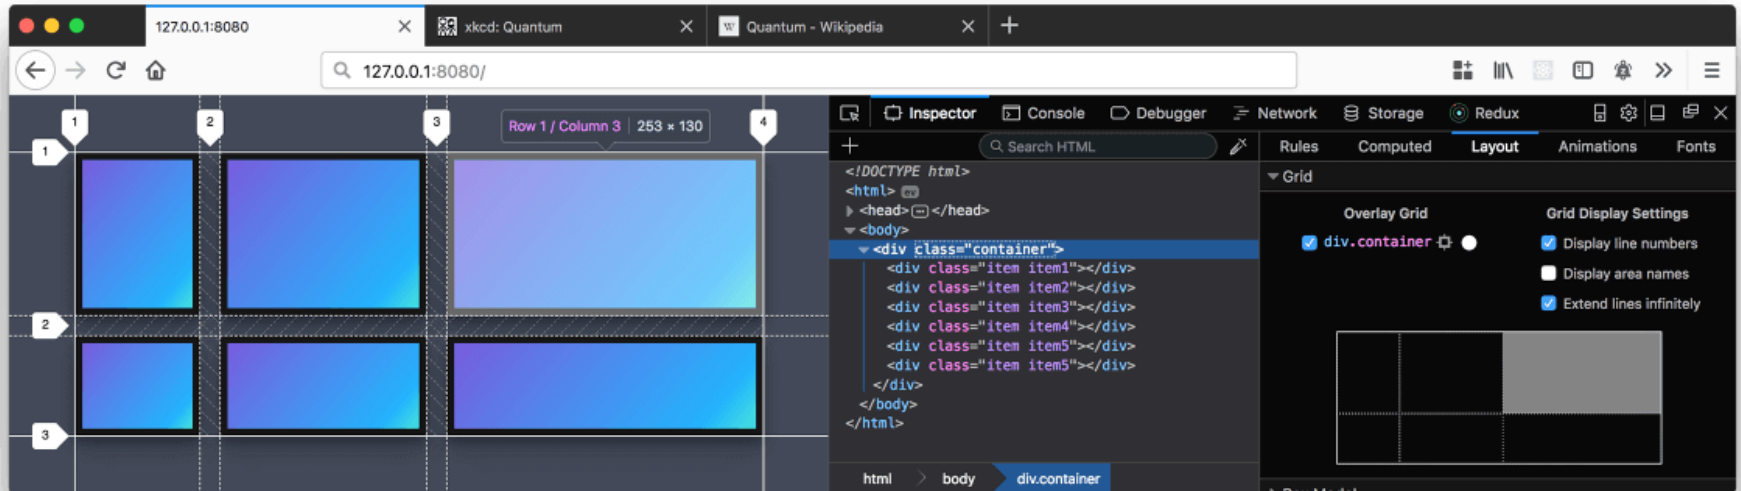 127.0.0.1:8080 xkcd: Quantum W Quantum - Wikipedia
127.0.0.1:8080/
Inspector Console Debugger Network Storage Redux
1 2 3 4
Row 1 / Column 3 253 × 130
1
2
3
Search HTML
<!DOCTYPE html>
<html> ev
<head> </head>
<body>
<div class="container">
<div class="item item1"></div>
<div class="item item2"></div>
<div class="item item3"></div>
<div class="item item4"></div>
<div class="item item5"></div>
<div class="item item5"></div>
</div>
</body>
</html>
html body div.container
Rules Computed Layout Animations Fonts
Grid
Overlay Grid
div.container
Grid Display Settings
Display line numbers
Display area names
Extend lines infinitely